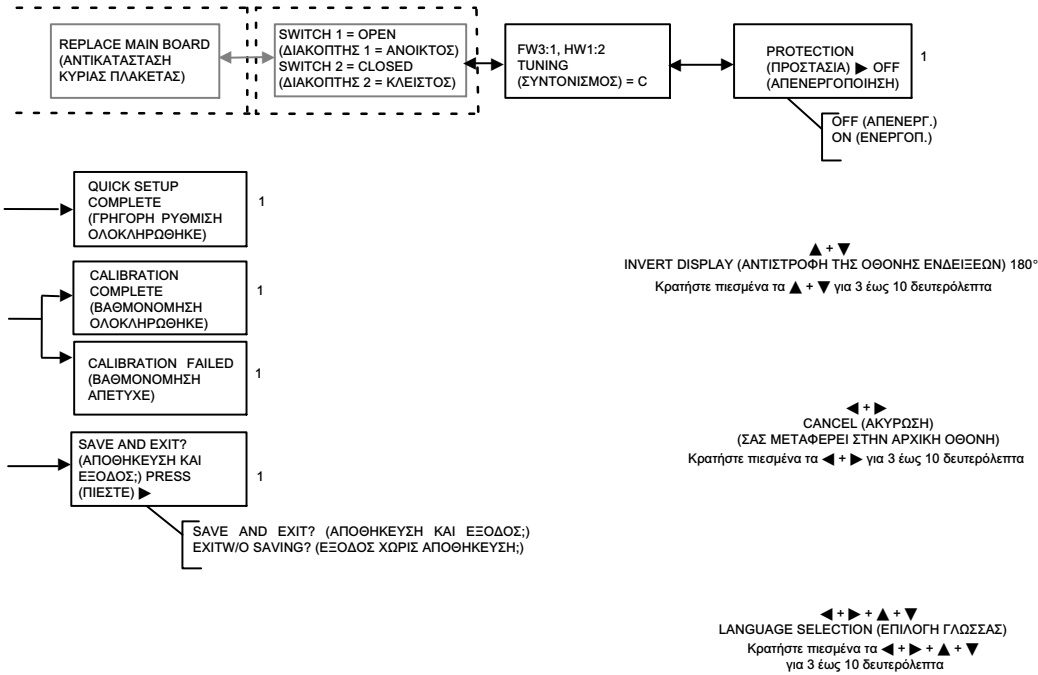 REPLACE MAIN BOARD
(ΑΝΤΙΚΑΤΑΣΤΑΣΗ
ΚΥΡΙΑΣ ΠΛΑΚΕΤΑΣ)
SWITCH 1 = OPEN
(ΔΙΑΚΟΠΤΗΣ 1 = ΑΝΟΙΚΤΟΣ)
SWITCH 2 = CLOSED
(ΔΙΑΚΟΠΤΗΣ 2 = ΚΛΕΙΣΤΟΣ)
FW3:1, HW1:2
TUNING
(ΣΥΝΤΟΝΙΣΜΟΣ) = C
PROTECTION
(ΠΡΟΣΤΑΣΙΑ) ▶ OFF
(ΑΠΕΝΕΡΓΟΠΟΙΗΣΗ)
1
OFF (ΑΠΕΝΕΡΓ.)
ON (ΕΝΕΡΓΟΠ.)
QUICK SETUP
COMPLETE
(ΓΡΗΓΟΡΗ ΡΥΘΜΙΣΗ
ΟΛΟΚΛΗΡΩΘΗΚΕ)
1
▲ + ▼
INVERT DISPLAY (ΑΝΤΙΣΤΡΟΦΗ ΤΗΣ ΟΘΟΝΗΣ ΕΝΔΕΙΞΕΩΝ) 180°
Κρατήστε πιεσμένα τα ▲ + ▼ για 3 έως 10 δευτερόλεπτα
CALIBRATION
COMPLETE
(ΒΑΘΜΟΝΟΜΗΣΗ
ΟΛΟΚΛΗΡΩΘΗΚΕ)
1
CALIBRATION FAILED
(ΒΑΘΜΟΝΟΜΗΣΗ
ΑΠΕΤΥΧΕ)
1
◀ + ▶
CANCEL (ΑΚΥΡΩΣΗ)
(ΣΑΣ ΜΕΤΑΦΕΡΕΙ ΣΤΗΝ ΑΡΧΙΚΗ ΟΘΟΝΗ)
Κρατήστε πιεσμένα τα ◀ + ▶ για 3 έως 10 δευτερόλεπτα
SAVE AND EXIT?
(ΑΠΟΘΗΚΕΥΣΗ ΚΑΙ
ΕΞΟΔΟΣ;) PRESS
(ΠΙΕΣΤΕ) ▶
1
SAVE AND EXIT? (ΑΠΟΘΗΚΕΥΣΗ ΚΑΙ ΕΞΟΔΟΣ;)
EXITW/O SAVING? (ΕΞΟΔΟΣ ΧΩΡΙΣ ΑΠΟΘΗΚΕΥΣΗ;)
◀ + ▶ + ▲ + ▼
LANGUAGE SELECTION (ΕΠΙΛΟΓΗ ΓΛΩΣΣΑΣ)
Κρατήστε πιεσμένα τα ◀ + ▶ + ▲ + ▼
για 3 έως 10 δευτερόλεπτα